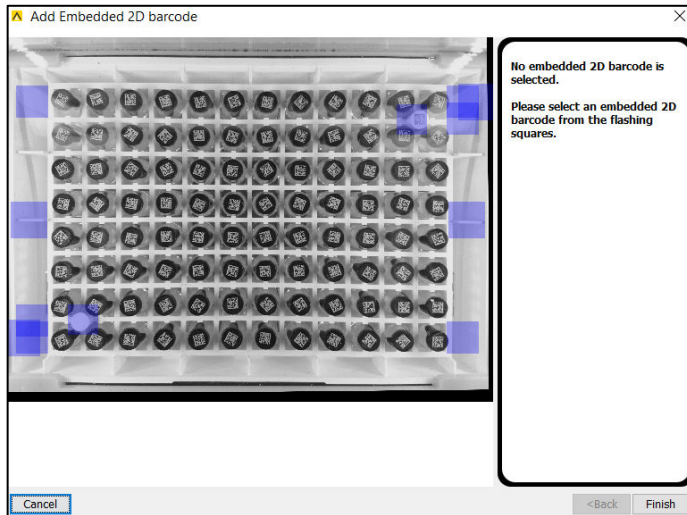 Add Embedded 2D barcode
No embedded 2D barcode is
selected.
Please select an embedded 2D
barcode from the flashing
squares.
Cancel
<Back
Finish